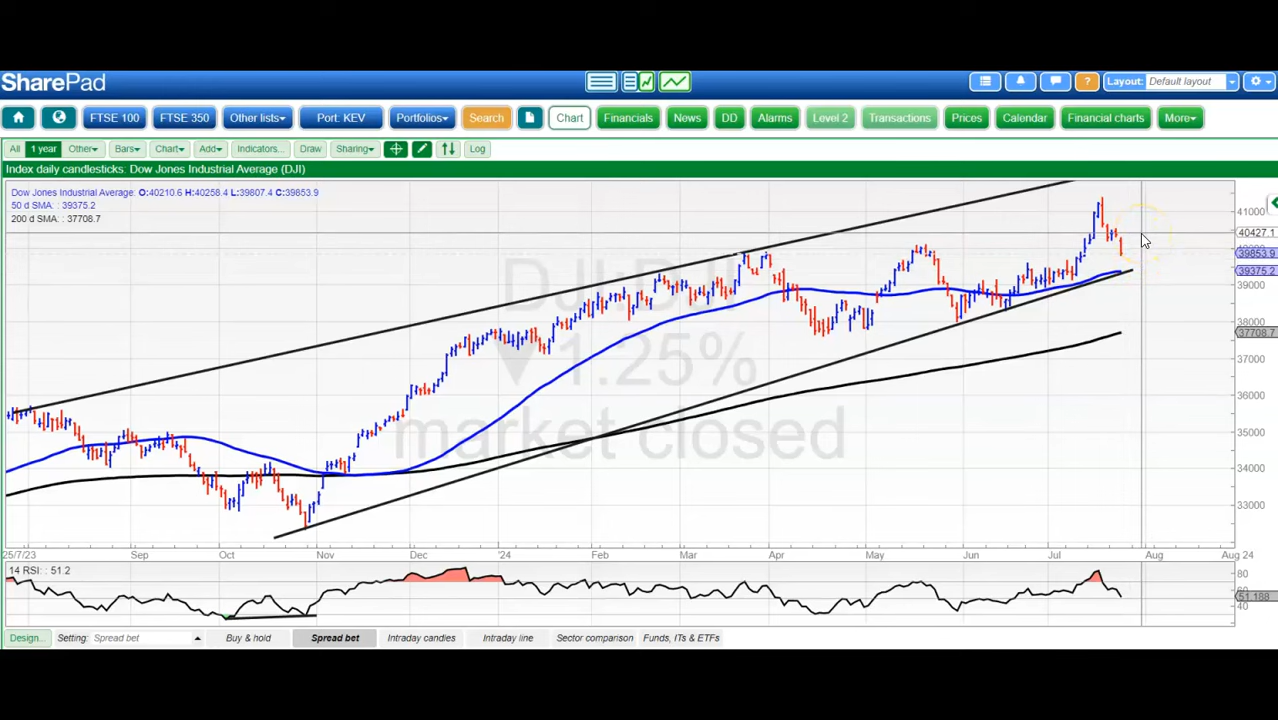 SharePad
Layout: Default layout
FTSE 100 FTSE 350 Other lists Port. KEV Portfolios Search Chart Financials News DD Alarms Level 2 Transactions Prices Calendar Financial charts More
All 1 year Other Bars Chart Add Indicators... Draw Sharing Log
Index daily candlesticks. Dow Jones Industrial Average (DJI)
Dow Jones Industrial Average: O:40210.6 H:40258.4 L:39807.4 C:39853.9
50 d SMA: 39375.2
200 d SMA: 37708.7
DJI:DJI
▼1.25%
market closed
41000
40427.1
39853.9
39375.2
39000
38000
37708.7
37000
36000
35000
34000
33000
25/7/23 Sep Oct Nov Dec '24 Feb Mar Apr May Jun Jul Aug Aug 24
14 RSI: 51.2
80
51.188
40
Design... Setting: Spread bet Buy & hold Spread bet Intraday candles Intraday line Sector comparison Funds, ITs & ETFs